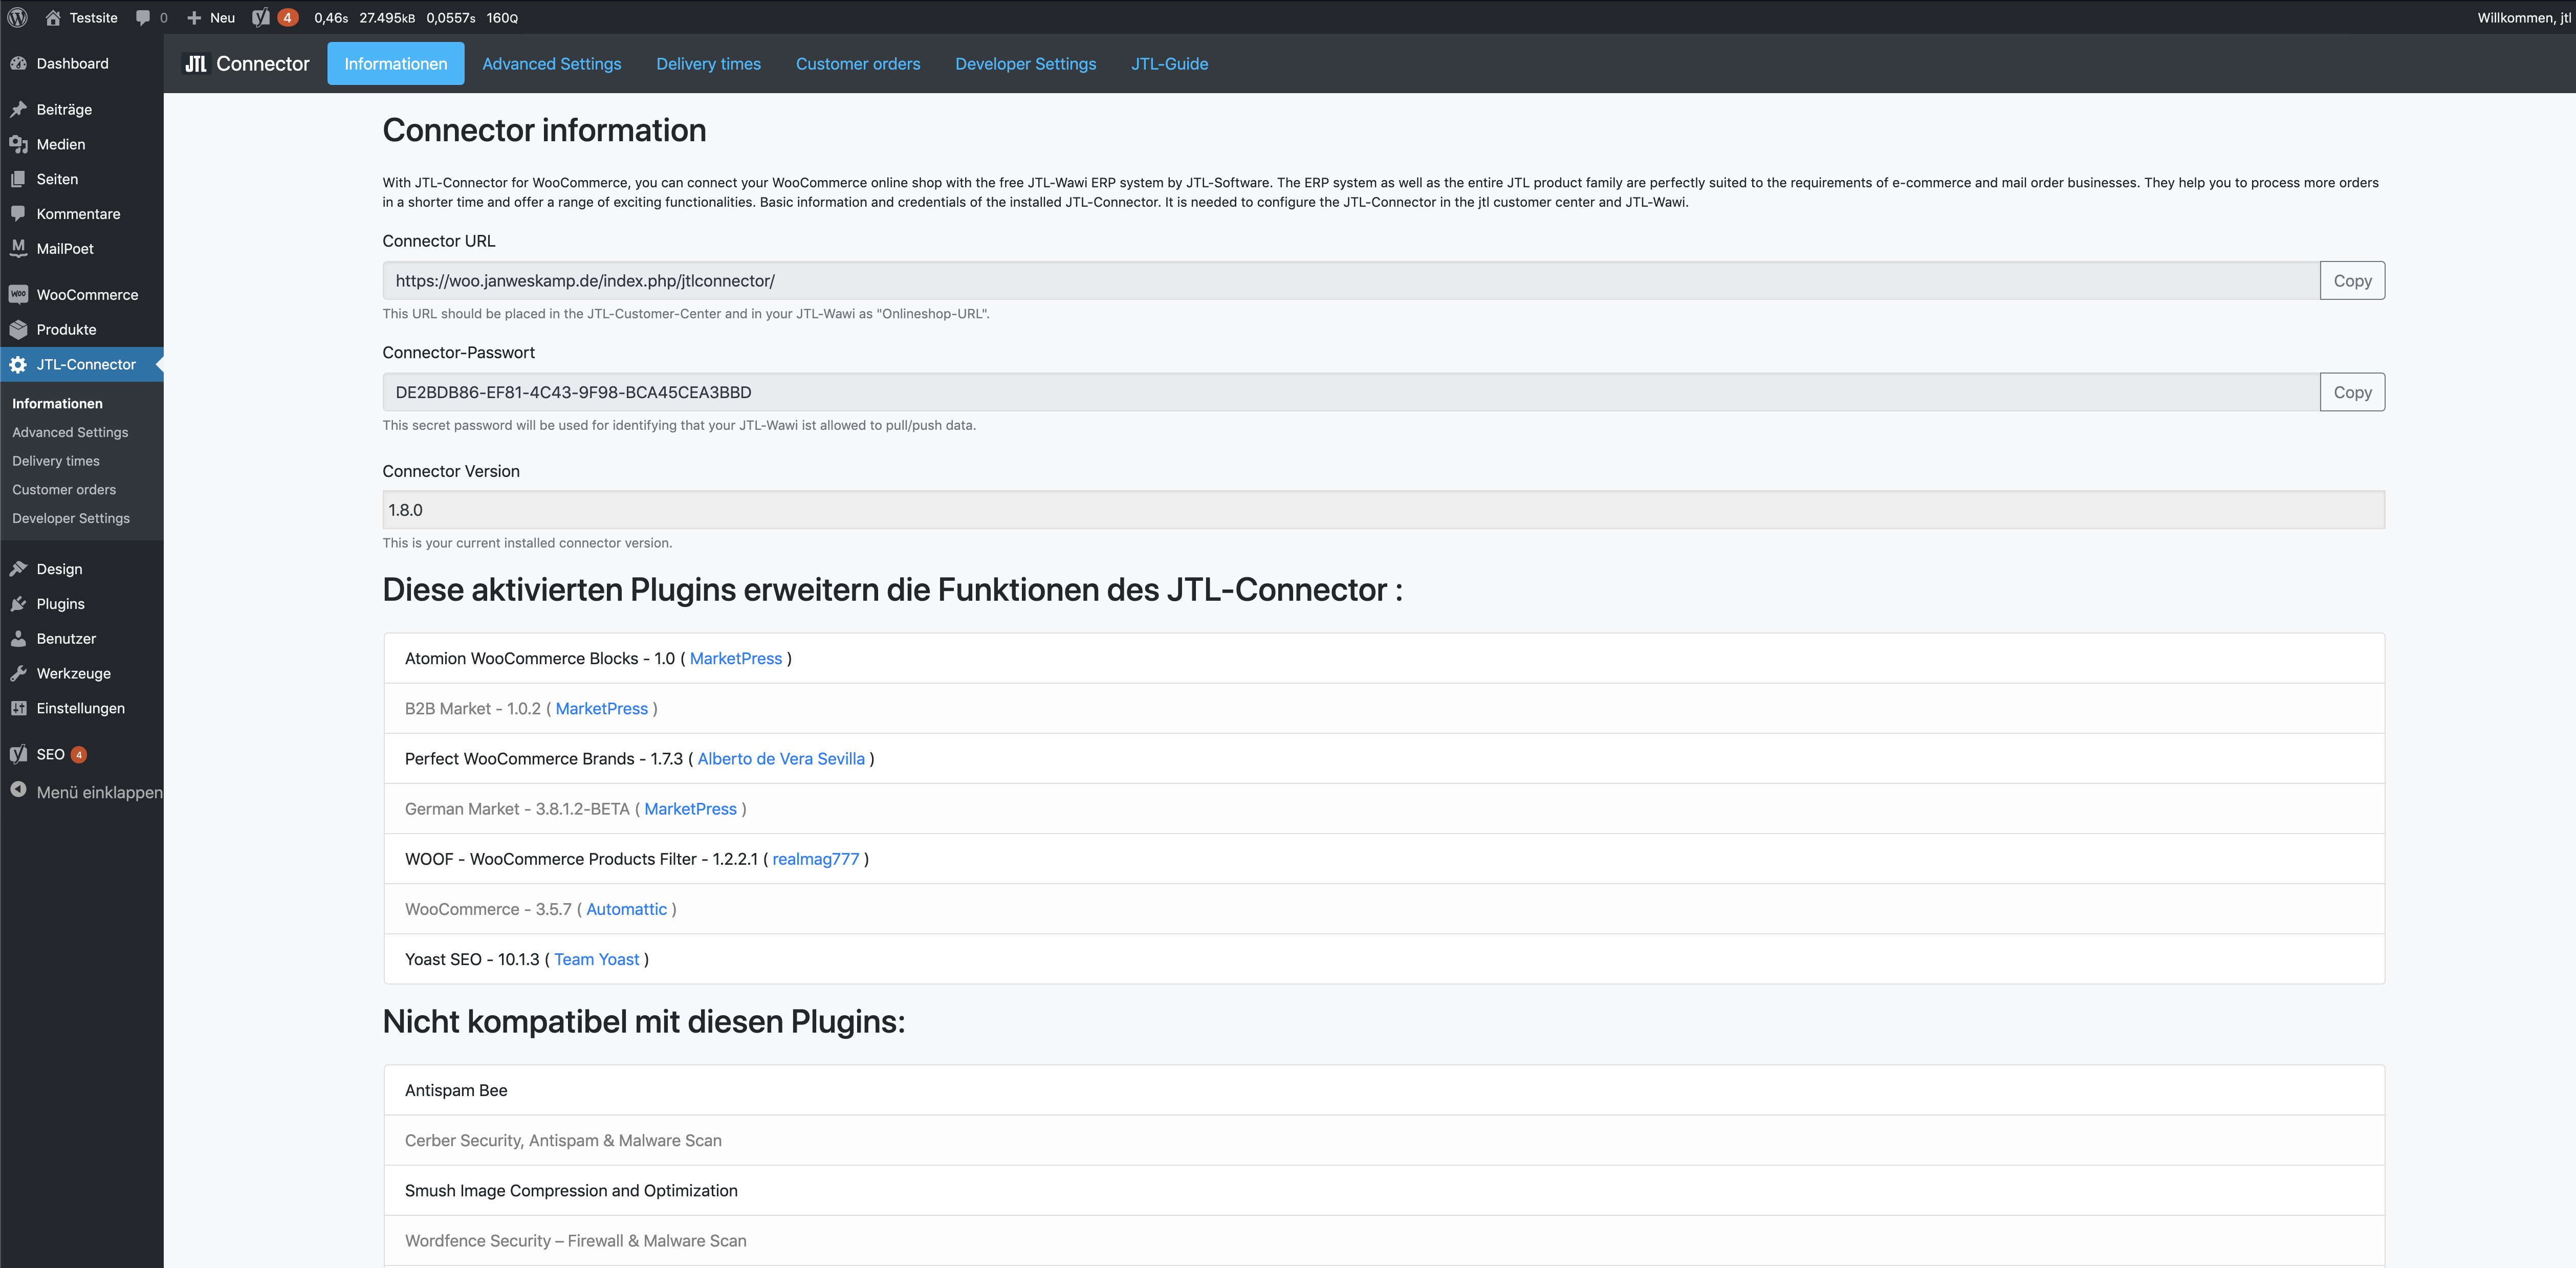 Testsite 0 Neu 4 0,46s 27.495kB 0,0557s 160Q Willkommen, jtl
JTL Connector Informationen Advanced Settings Delivery times Customer orders Developer Settings JTL-Guide
Dashboard
Beiträge
Medien
Seiten
Kommentare
M
MailPoet
WOO
WooCommerce
Produkte
JTL-Connector
Informationen
Advanced Settings
Delivery times
Customer orders
Developer Settings
Design
Plugins
Benutzer
Werkzeuge
Einstellungen
SEO 4
Menü einklappen
Connector information
With JTL-Connector for WooCommerce, you can connect your WooCommerce online shop with the free JTL-Wawi ERP system by JTL-Software. The ERP system as well as the entire JTL product family are perfectly suited to the requirements of e-commerce and mail order businesses. They help you to process more orders
in a shorter time and offer a range of exciting functionalities. Basic information and credentials of the installed JTL-Connector. It is needed to configure the JTL-Connector in the jtl customer center and JTL-Wawi.
Connector URL
https://woo.janweskamp.de/index.php/jtlconnector/ Copy
This URL should be placed in the JTL-Customer-Center and in your JTL-Wawi as "Onlineshop-URL".
Connector-Passwort
DE2BDB86-EF81-4C43-9F98-BCA45CEA3BBD Copy
This secret password will be used for identifying that your JTL-Wawi ist allowed to pull/push data.
Connector Version
1.8.0
This is your current installed connector version.
Diese aktivierten Plugins erweitern die Funktionen des JTL-Connector :
Atomion WooCommerce Blocks - 1.0 ( MarketPress )
B2B Market - 1.0.2 ( MarketPress )
Perfect WooCommerce Brands - 1.7.3 ( Alberto de Vera Sevilla )
German Market - 3.8.1.2-BETA ( MarketPress )
WOOF - WooCommerce Products Filter - 1.2.2.1 ( realmag777 )
WooCommerce - 3.5.7 ( Automattic )
Yoast SEO - 10.1.3 ( Team Yoast )
Nicht kompatibel mit diesen Plugins:
Antispam Bee
Cerber Security, Antispam & Malware Scan
Smush Image Compression and Optimization
Wordfence Security – Firewall & Malware Scan